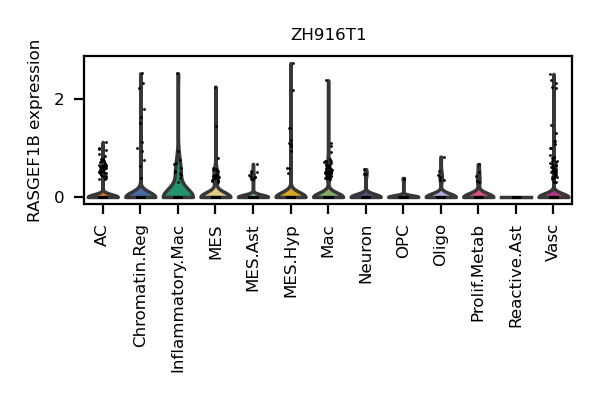 ZH916T1
RASGEF1B expression
2
0
AC
Chromatin.Reg
Inflammatory.Mac
MES
MES.Ast
MES.Hyp
Mac
Neuron
OPC
Oligo
Prolif.Metab
Reactive.Ast
Vasc